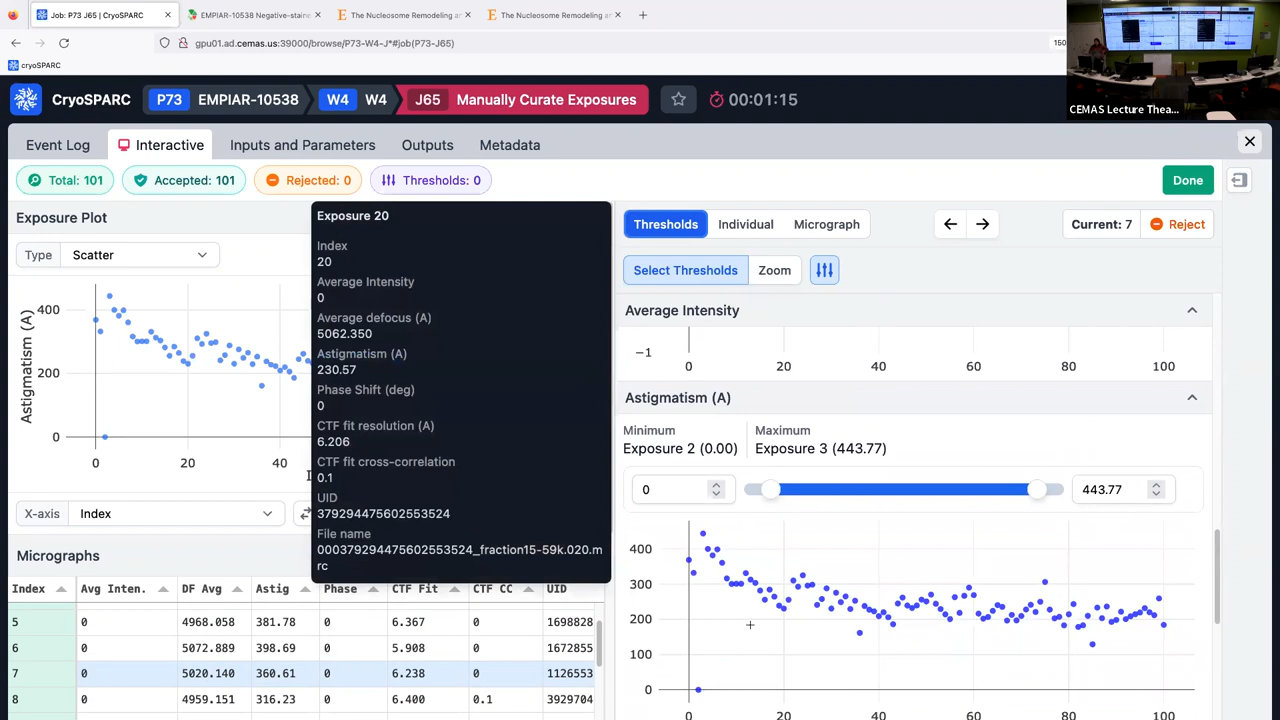 Job: P73 J65 | CryoSPARC
EMPIAR-10538 Negative-staine
The Nucleosome Remodeling an
The Nucleosome Remodeling an
gpu01.ad.cemas.us:39000/browse/P73-W4-J*#job(P73-J65)
150
cryoSPARC
CEMAS Lecture Thea...
CryoSPARC
P73 EMPIAR-10538
W4 W4
J65 Manually Curate Exposures
00:01:15
Event Log
Interactive
Inputs and Parameters
Outputs
Metadata
Total: 101
Accepted: 101
Rejected: 0
Thresholds: 0
Done
Exposure Plot
Type Scatter
Astigmatism (A)
400
200
0
0 20 40
X-axis Index
Micrographs
Index Avg Inten. DF Avg Astig Phase CTF Fit CTF CC UID
5 0 4968.058 381.78 0 6.367 0 1698828
6 0 5072.889 398.69 0 5.908 0 1672855
7 0 5020.140 360.61 0 6.238 0 1126553
8 0 4959.151 316.23 0 6.400 0.1 3929704
Exposure 20
Index
20
Average Intensity
0
Average defocus (A)
5062.350
Astigmatism (A)
230.57
Phase Shift (deg)
0
CTF fit resolution (A)
6.206
CTF fit cross-correlation
0.1
UID
379294475602553524
File name
000379294475602553524_fraction15-59k.020.m
rc
Thresholds
Individual
Micrograph
Current: 7
Reject
Select Thresholds
Zoom
Average Intensity
−1
0 20 40 60 80 100
Astigmatism (A)
Minimum
Exposure 2 (0.00)
Maximum
Exposure 3 (443.77)
0
443.77
400
300
200
100
0
0 20 40 60 80 100